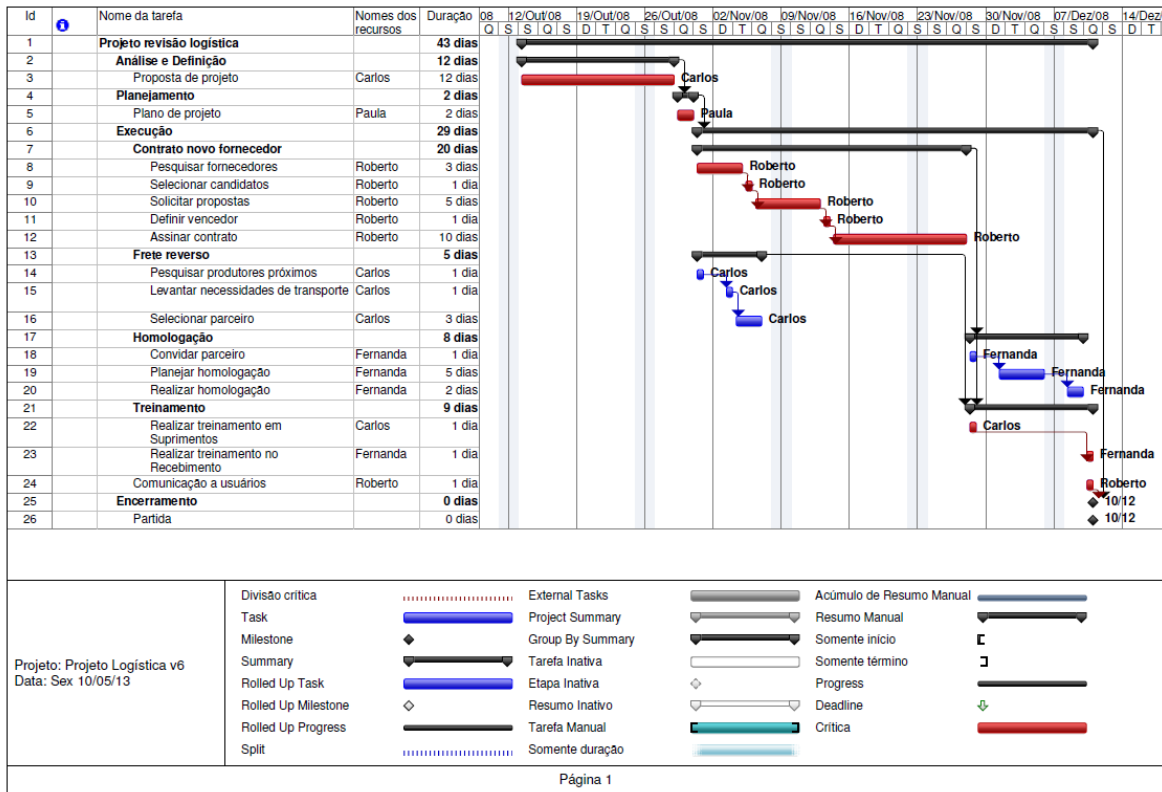 Id Nome da tarefa Nomes dos recursos Duração 08 12/Out/08 19/Out/08 26/Out/08 02/Nov/08 09/Nov/08 16/Nov/08 23/Nov/08 30/Nov/08 07/Dez/08 14/Dez
Q S S Q S D T Q S S Q S D T Q S S Q S D T Q S S Q S D T
1 Projeto revisão logística 43 dias
2 Análise e Definição 12 dias
3 Proposta de projeto Carlos 12 dias Carlos
4 Planejamento 2 dias
5 Plano de projeto Paula 2 dias Paula
6 Execução 29 dias
7 Contrato novo fornecedor 20 dias
8 Pesquisar fornecedores Roberto 3 dias Roberto
9 Selecionar candidatos Roberto 1 dia Roberto
10 Solicitar propostas Roberto 5 dias Roberto
11 Definir vencedor Roberto 1 dia Roberto
12 Assinar contrato Roberto 10 dias Roberto
13 Frete reverso 5 dias
14 Pesquisar produtores próximos Carlos 1 dia Carlos
15 Levantar necessidades de transporte Carlos 1 dia Carlos
16 Selecionar parceiro Carlos 3 dias Carlos
17 Homologação 8 dias
18 Convidar parceiro Fernanda 1 dia Fernanda
19 Planejar homologação Fernanda 5 dias Fernanda
20 Realizar homologação Fernanda 2 dias Fernanda
21 Treinamento 9 dias
22 Realizar treinamento em Suprimentos Carlos 1 dia Carlos
23 Realizar treinamento no Recebimento Fernanda 1 dia Fernanda
24 Comunicação a usuários Roberto 1 dia Roberto
25 Encerramento 0 dias 10/12
26 Partida 0 dias 10/12
Projeto: Projeto Logística v6
Data: Sex 10/05/13
Divisão crítica
Task
Milestone
Summary
Rolled Up Task
Rolled Up Milestone
Rolled Up Progress
Split
External Tasks
Project Summary
Group By Summary
Tarefa Inativa
Etapa Inativa
Resumo Inativo
Tarefa Manual
Somente duração
Acúmulo de Resumo Manual
Resumo Manual
Somente início
Somente término
Progress
Deadline
Crítica
Página 1